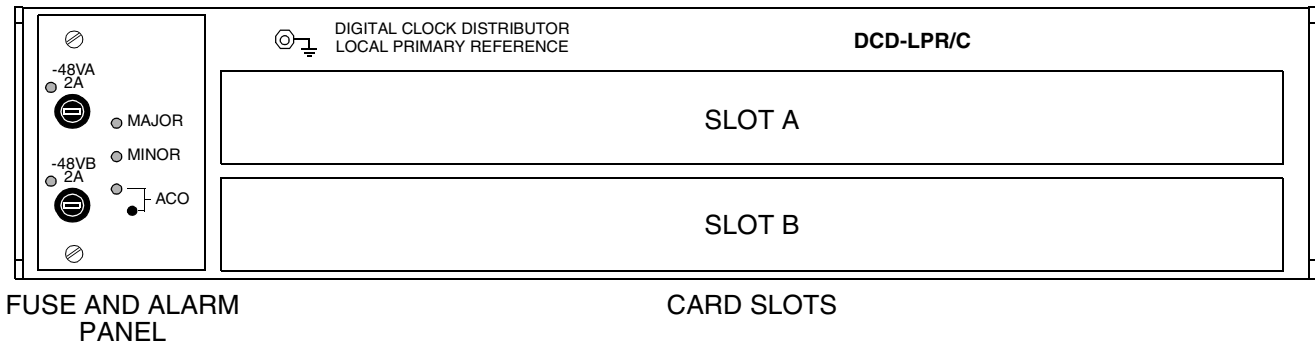 DIGITAL CLOCK DISTRIBUTOR
LOCAL PRIMARY REFERENCE
DCD-LPR/C
-48VA
2A
MAJOR
MINOR
-48VB
2A
ACO
SLOT A
SLOT B
FUSE AND ALARM
PANEL
CARD SLOTS